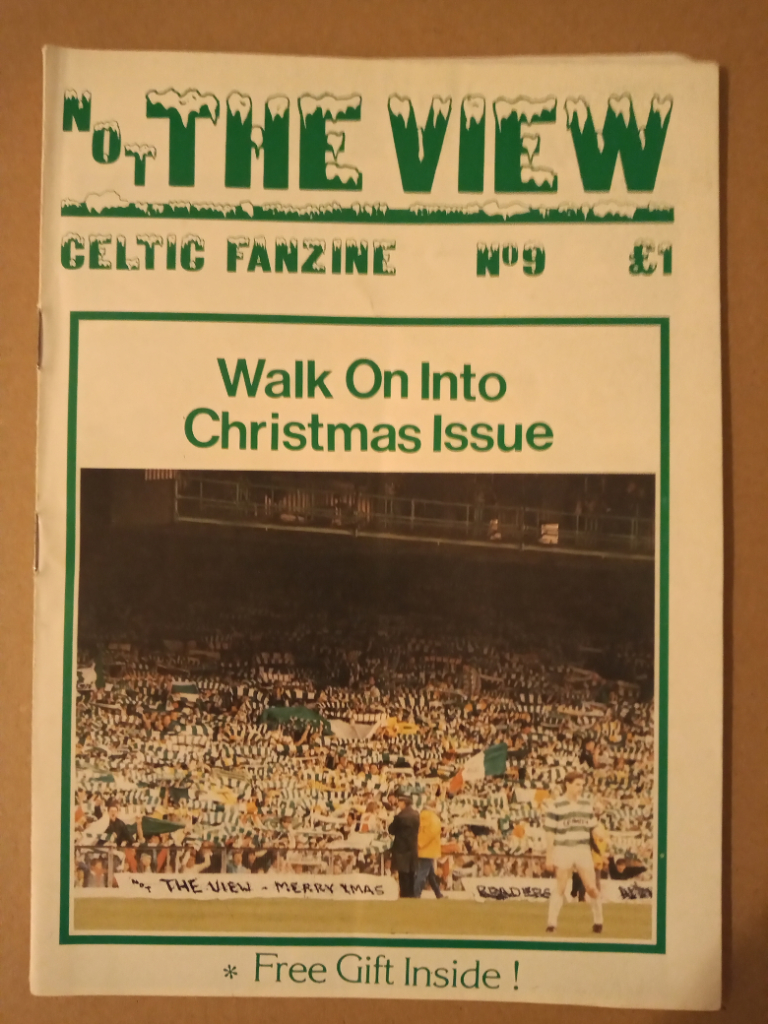 NOT THE VIEW
CELTIC FANZINE Nº9 £1
Walk On Into
Christmas Issue
NOT THE VIEW - MERRY XMAS READERS
* Free Gift Inside !